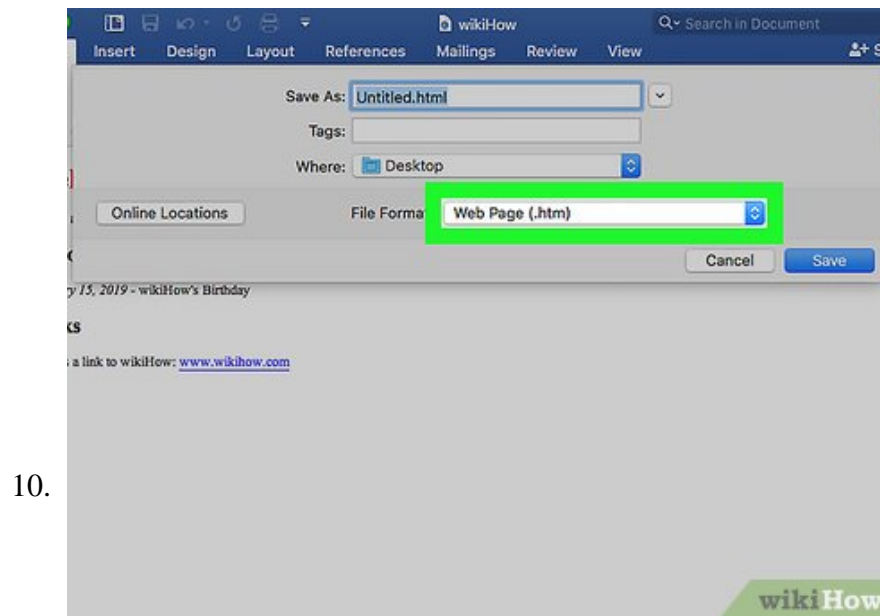 wikiHow
Search in Document
Insert Design Layout References Mailings Review View
Save As: Untitled.html
Tags:
Where: Desktop
Online Locations
File Format
Web Page (.htm)
Cancel Save
15, 2019 - wikiHow's Birthday
a link to wikiHow: www.wikihow.com
10.
wikiHow